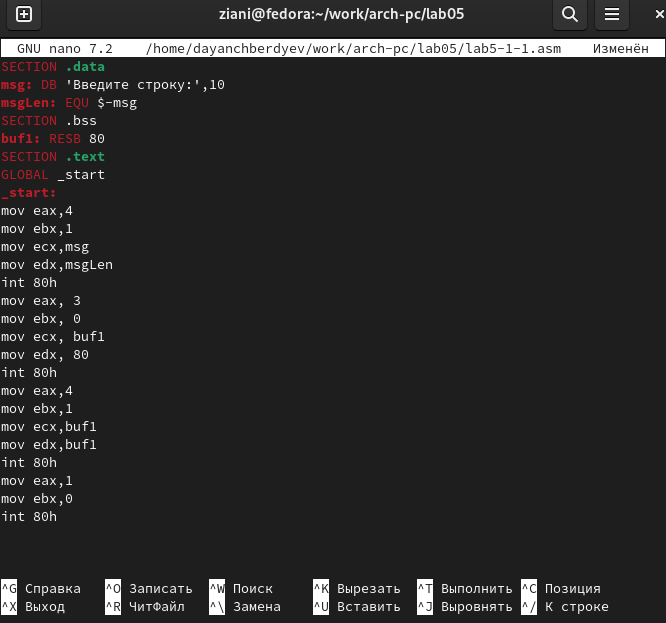 ziani@fedora:~/work/arch-pc/lab05
GNU nano 7.2 /home/dayanchberdyev/work/arch-pc/lab05/lab5-1-1.asm Изменён
SECTION .data
msg: DB 'Введите строку:',10
msgLen: EQU $-msg
SECTION .bss
buf1: RESB 80
SECTION .text
GLOBAL _start
_start:
mov eax,4
mov ebx,1
mov ecx,msg
mov edx,msgLen
int 80h
mov eax, 3
mov ebx, 0
mov ecx, buf1
mov edx, 80
int 80h
mov eax,4
mov ebx,1
mov ecx,buf1
mov edx,buf1
int 80h
mov eax,1
mov ebx,0
int 80h
^G Справка ^O Записать ^W Поиск ^K Вырезать ^T Выполнить ^C Позиция
^X Выход ^R ЧитФайл ^\ Замена ^U Вставить ^J Выровнять ^/ К строке